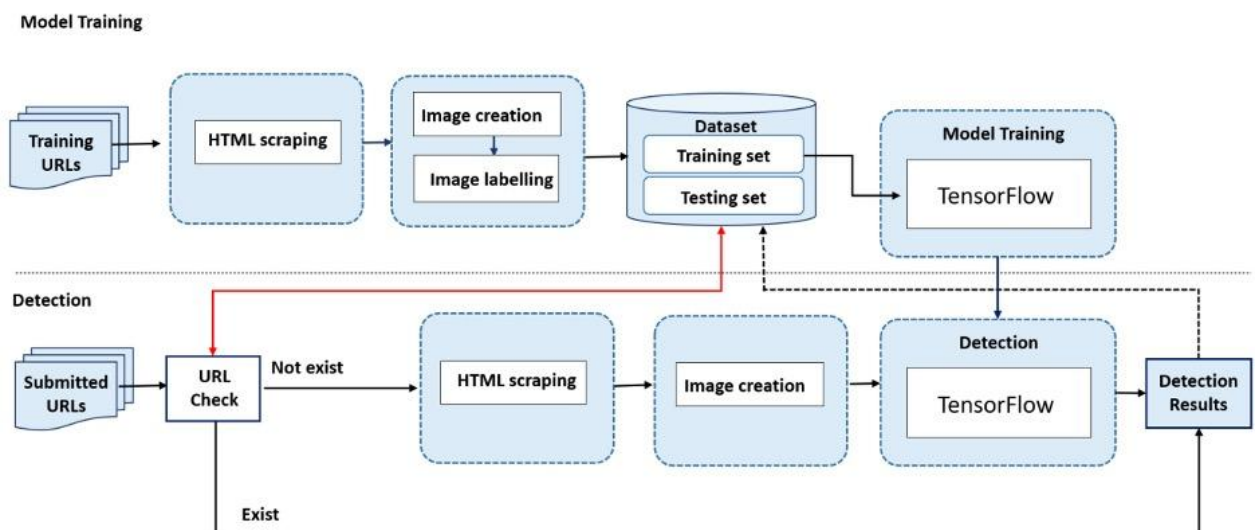 Model Training
Training
URLs
HTML scraping
Image creation
Image labelling
Dataset
Training set
Testing set
Model Training
TensorFlow
Detection
Submitted
URLs
URL
Check
Not exist
HTML scraping
Image creation
Detection
TensorFlow
Detection
Results
Exist